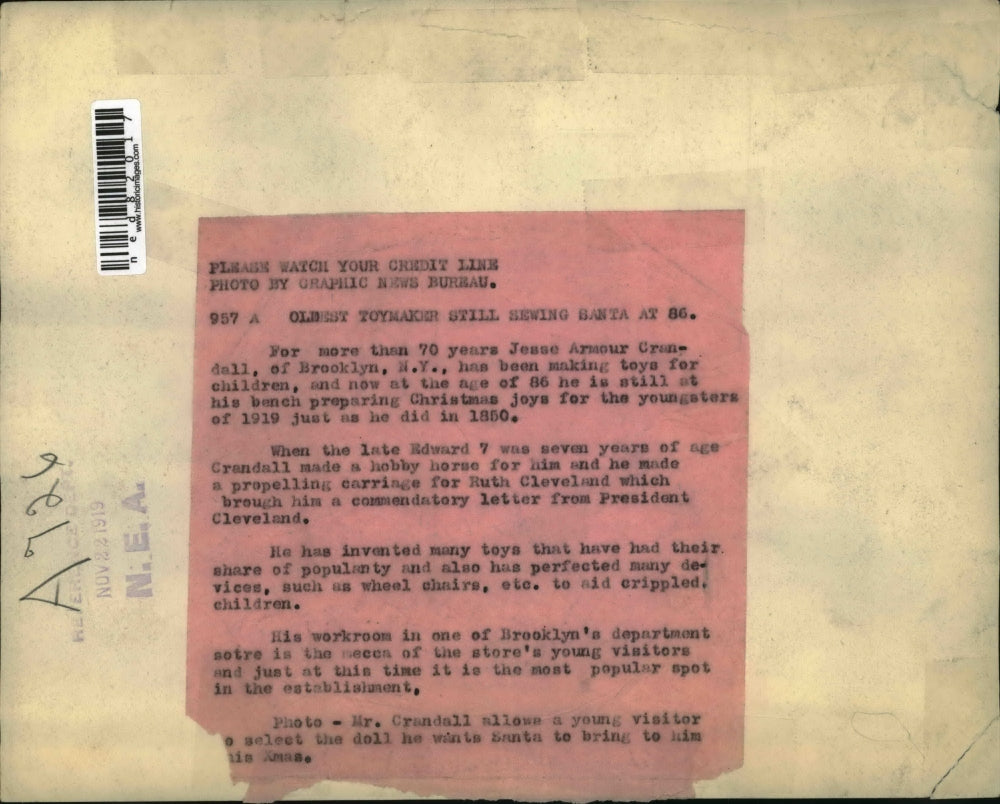 PLEASE WATCH YOUR CREDIT LINE
PHOTO BY GRAPHIC NEWS BUREAU.
957 A OLDEST TOYMAKER STILL SEWING SANTA AT 86.
For more than 70 years Jesse Armour Cran-
dall, of Brooklyn, N.Y., has been making toys for
children, and now at the age of 86 he is still at
his bench preparing Christmas joys for the youngsters
of 1919 just as he did in 1850.
When the late Edward 7 was seven years of age
Crandall made a hobby horse for him and he made
a propelling carriage for Ruth Cleveland which
brough him a commendatory letter from President
Cleveland.
He has invented many toys that have had their
share of populanty and also has perfected many de-
vices, such as wheel chairs, etc. to aid crippled
children.
His workroom in one of Brooklyn's department
sotre is the mecca of the store's young visitors
and just at this time it is the most popular spot
in the establishment,
Photo - Mr. Crandall allows a young visitor
o select the doll he wants Santa to bring to him
his Xmas.
ned82017
www.historicimages.com
REFERENCE DEPT
NOV 22 1919
N. E. A.